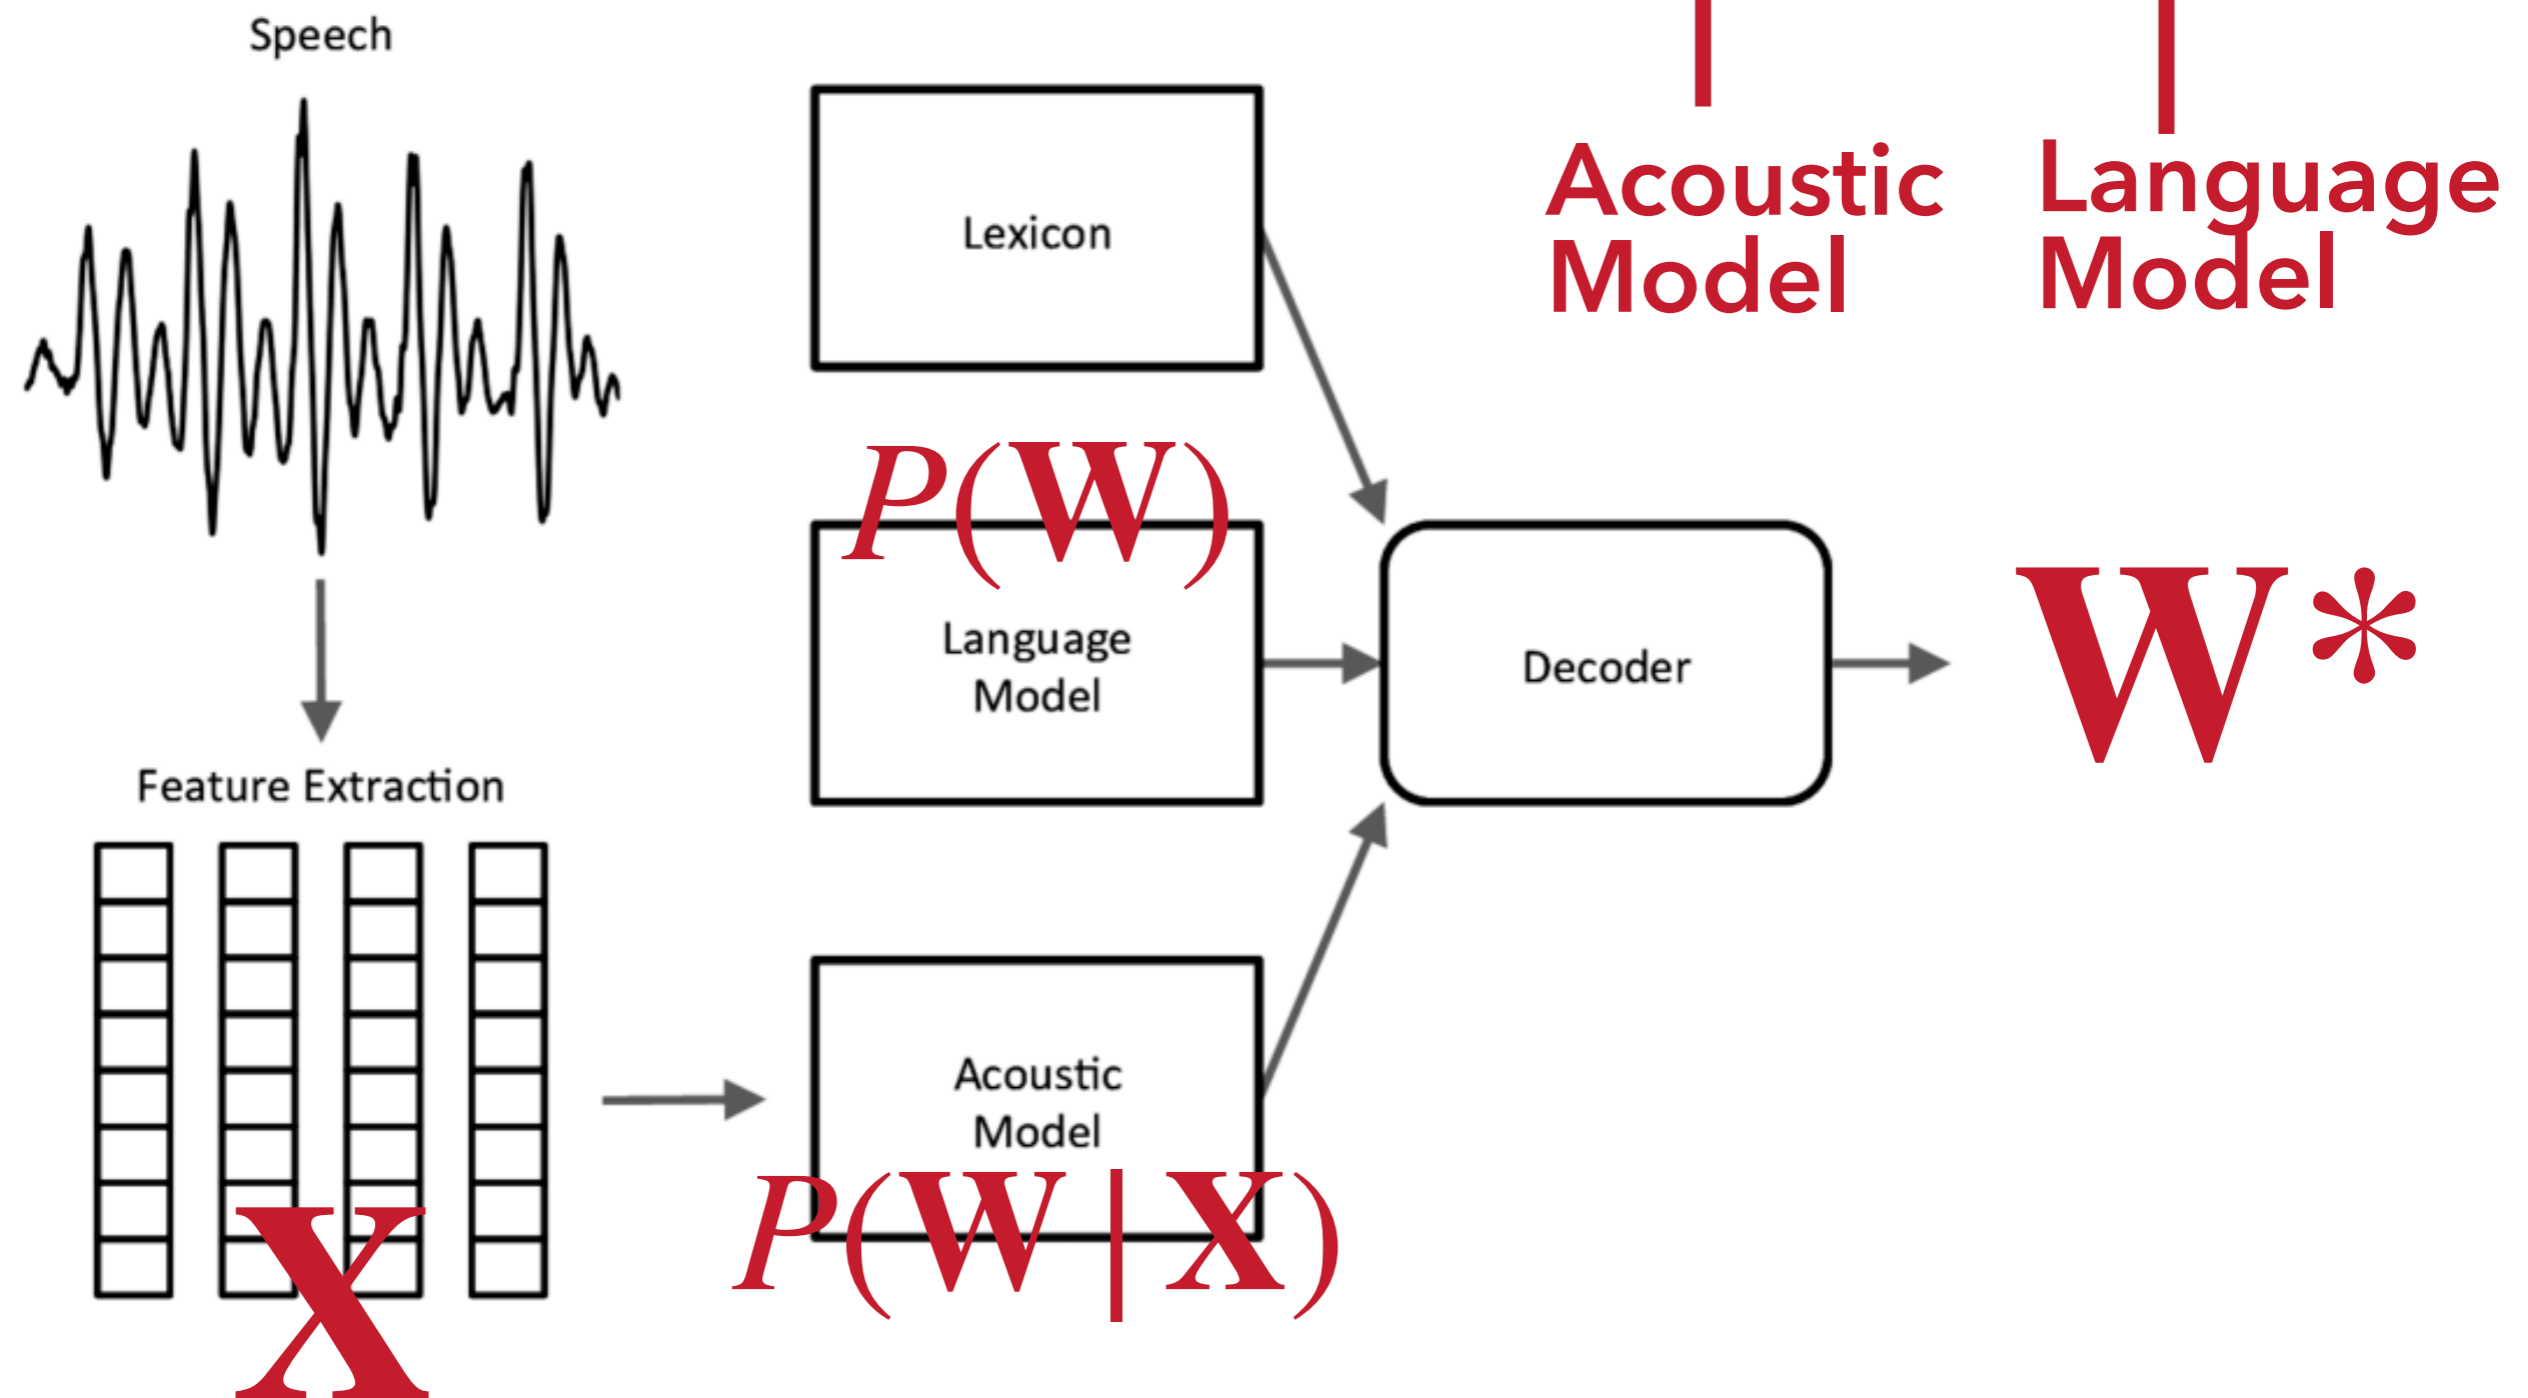 Speech
Lexicon
Acoustic
Model
Language
Model
P(W)
Language
Model
Decoder
W*
Feature Extraction
Acoustic
Model
P(W | X)
X